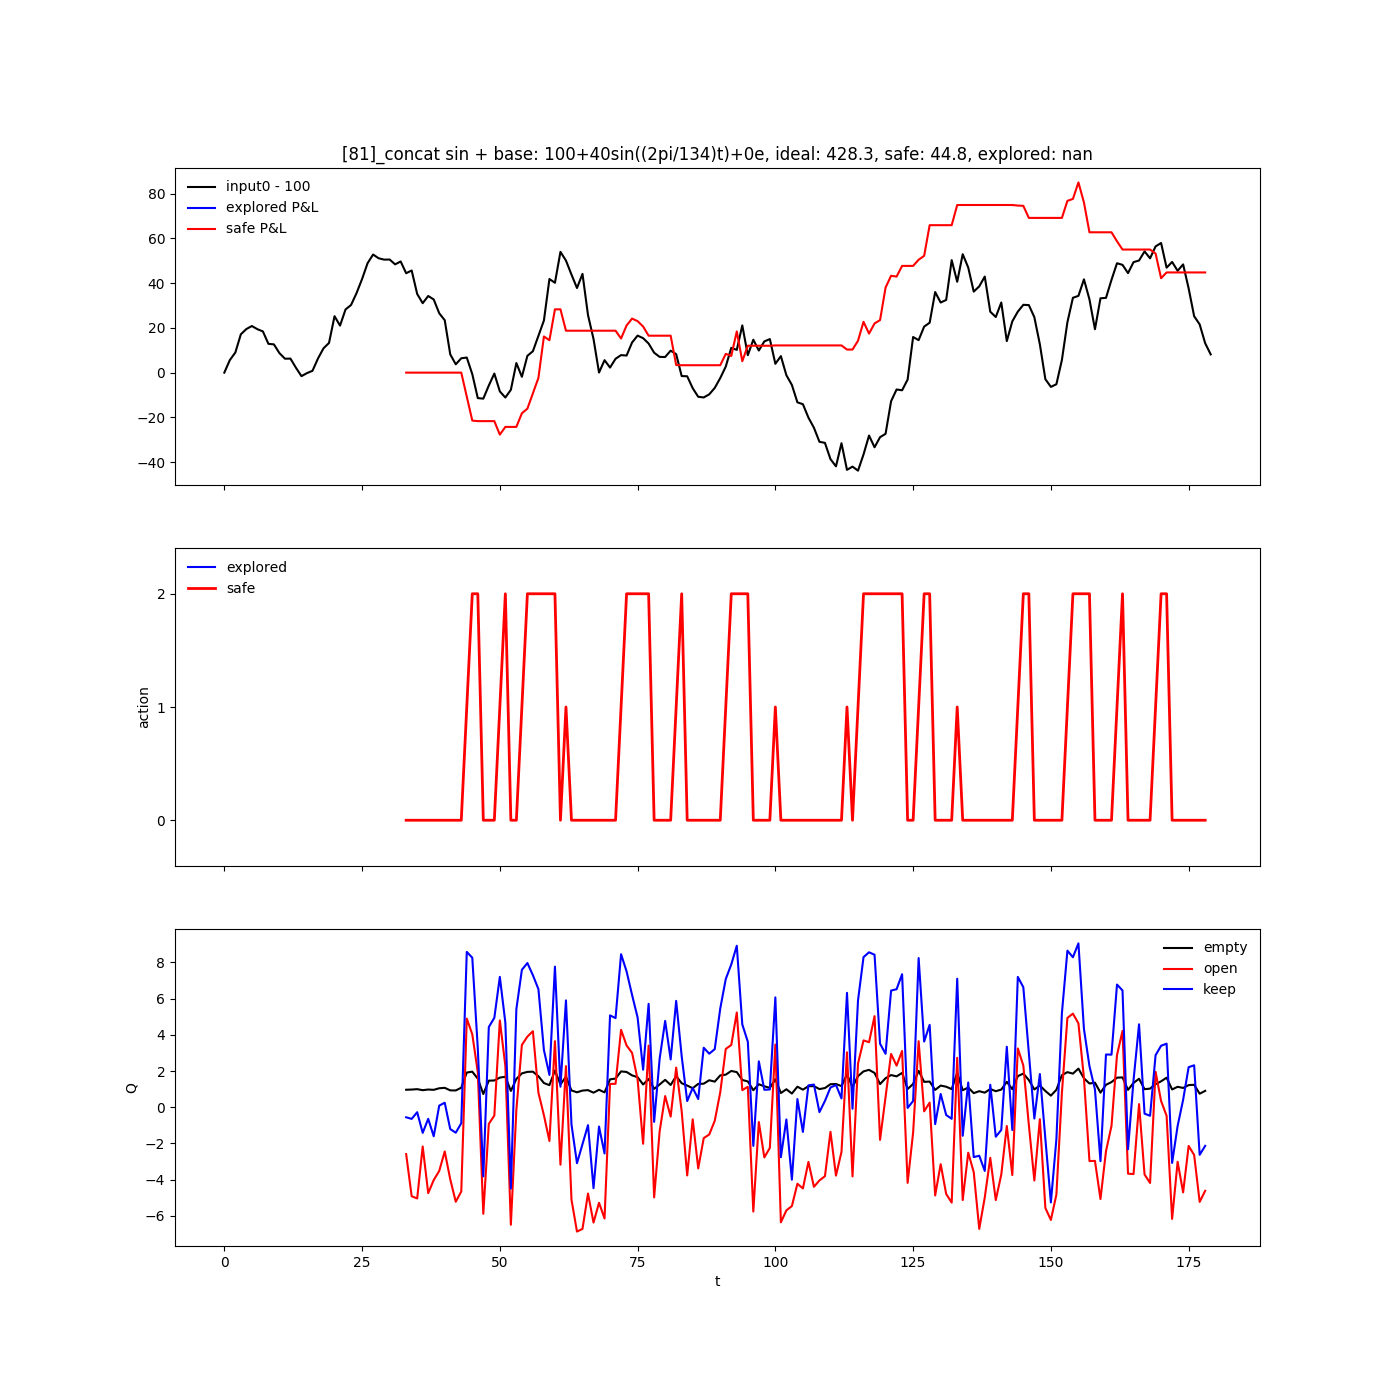 [81]_concat sin + base: 100+40sin((2pi/134)t)+0e, ideal: 428.3, safe: 44.8, explored: nan
input0 - 100
explored P&L
safe P&L
80
60
40
20
0
−20
−40
explored
safe
2
1
0
action
empty
open
keep
8
6
4
2
0
−2
−4
−6
Q
0 25 50 75 100 125 150 175
t